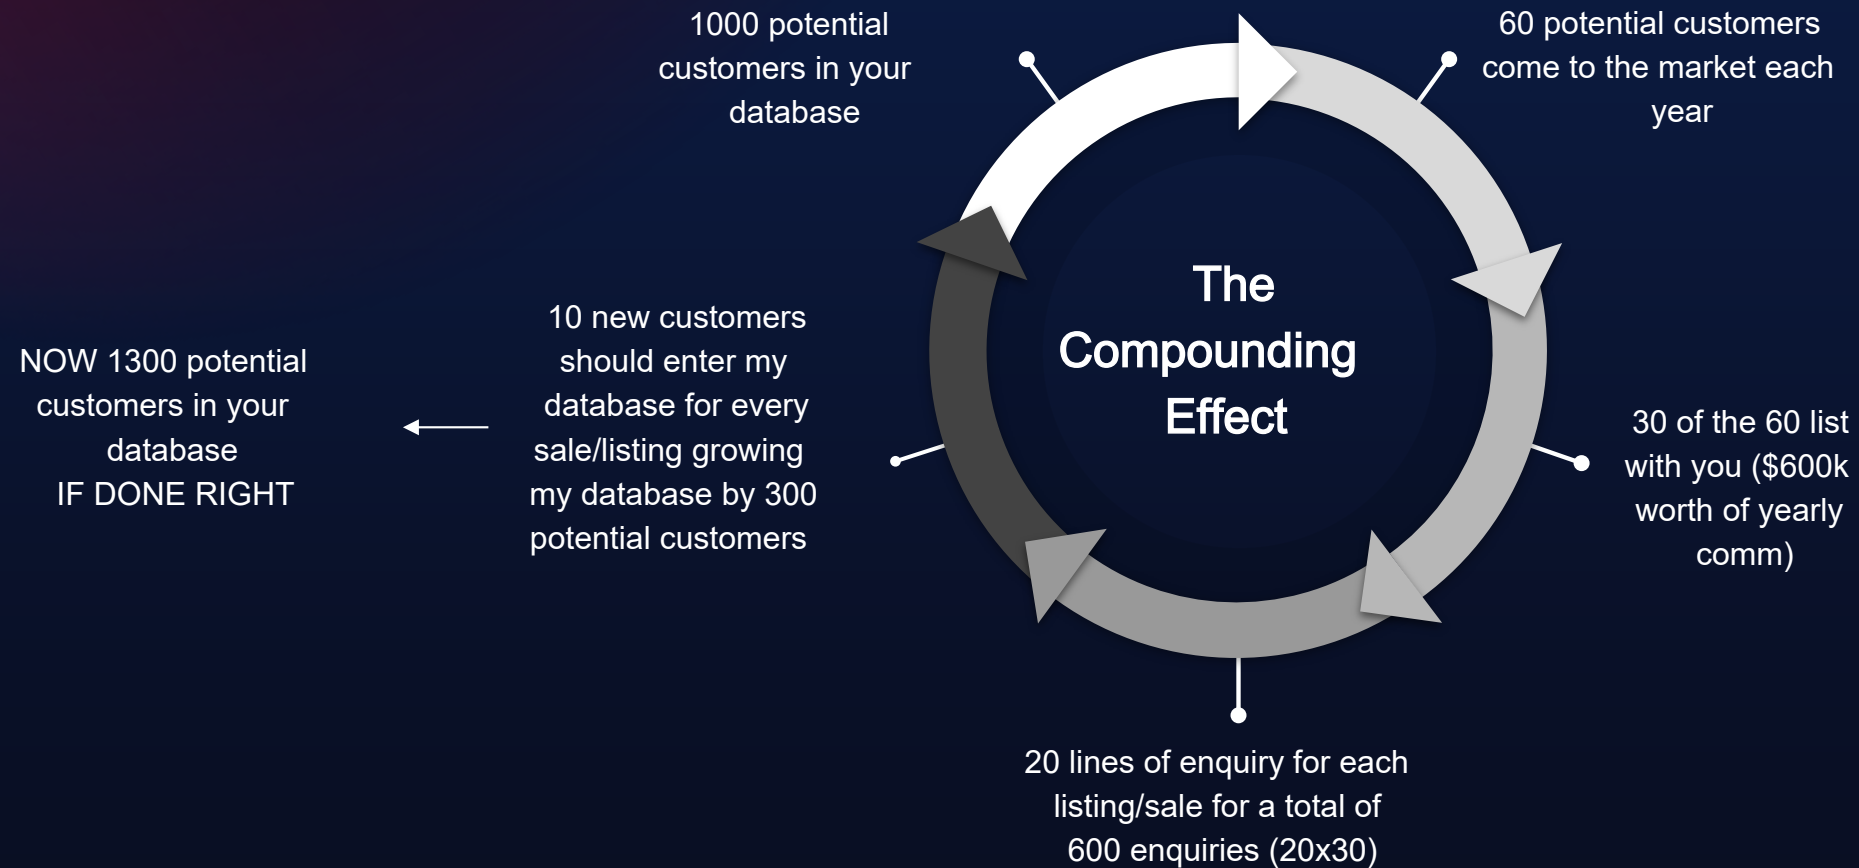 1000 potential
customers in your
database
60 potential customers
come to the market each
year
The
Compounding
Effect
30 of the 60 list
with you ($600k
worth of yearly
comm)
20 lines of enquiry for each
listing/sale for a total of
600 enquiries (20x30)
10 new customers
should enter my
database for every
sale/listing growing
my database by 300
potential customers
NOW 1300 potential
customers in your
database
IF DONE RIGHT